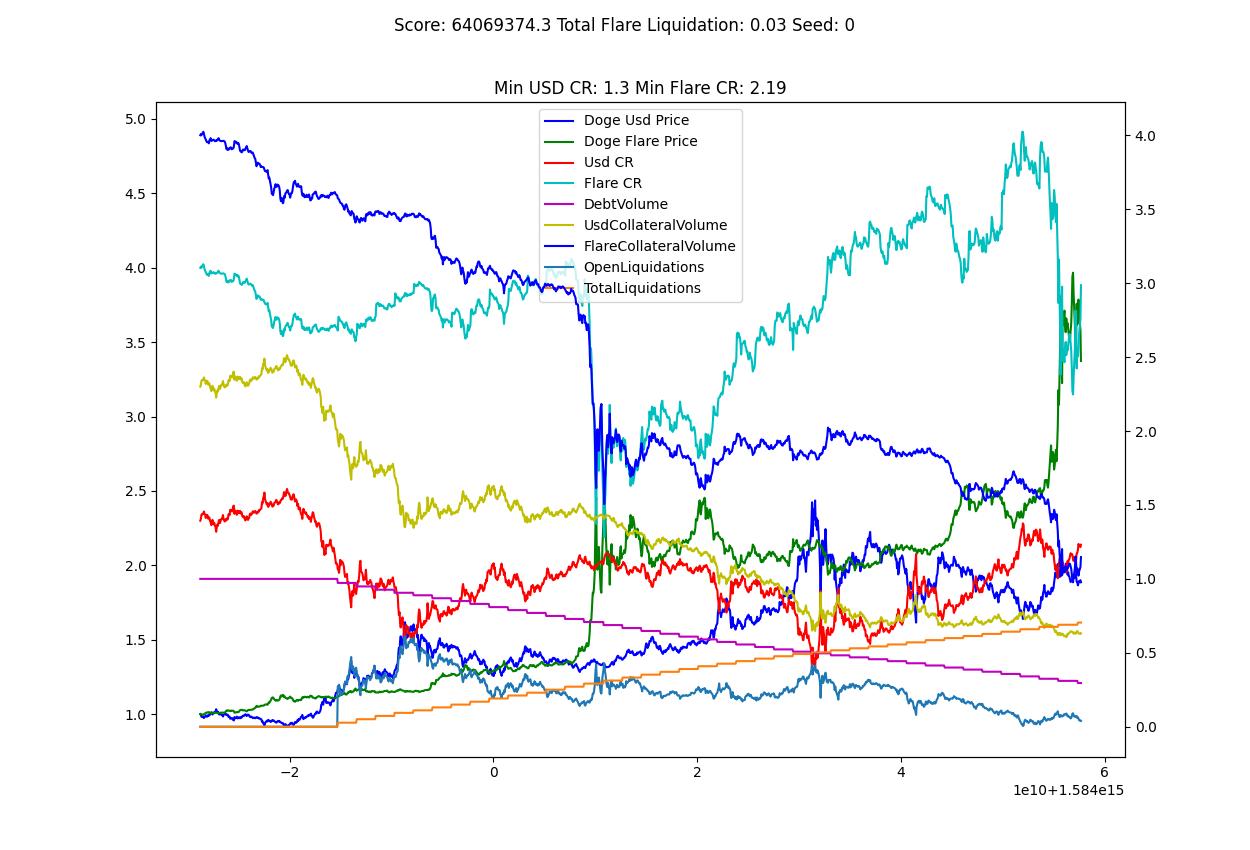 Score: 64069374.3 Total Flare Liquidation: 0.03 Seed: 0
Min USD CR: 1.3 Min Flare CR: 2.19
Doge Usd Price
Doge Flare Price
Usd CR
Flare CR
DebtVolume
UsdCollateralVolume
FlareCollateralVolume
OpenLiquidations
TotalLiquidations
5.0
4.5
4.0
3.5
3.0
2.5
2.0
1.5
1.0
4.0
3.5
3.0
2.5
2.0
1.5
1.0
0.5
0.0
−2 0 2 4 6
1e10+1.584e15